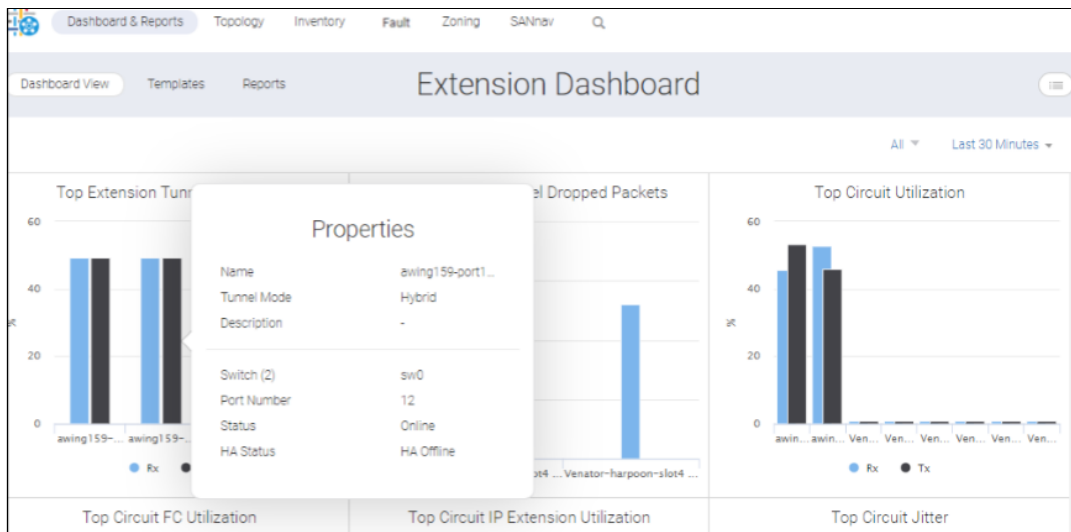 Dashboard & Reports Topology Inventory Fault Zoning SANnav
Dashboard View Templates Reports Extension Dashboard
All Last 30 Minutes
Top Extension Tunn
Dropped Packets
Top Circuit Utilization
60
40
20
0
%
awing159-... awing159-...
Rx
Properties
Name awing159-port1...
Tunnel Mode Hybrid
Description -
Switch (2) sw0
Port Number 12
Status Online
HA Status HA Offline
ot4 ... Venator-harpoon-slot4 ...
60
40
20
0
%
awin... awin... Ven... Ven... Ven... Ven... Ven... Ven...
Rx Tx
Top Circuit FC Utilization Top Circuit IP Extension Utilization Top Circuit Jitter